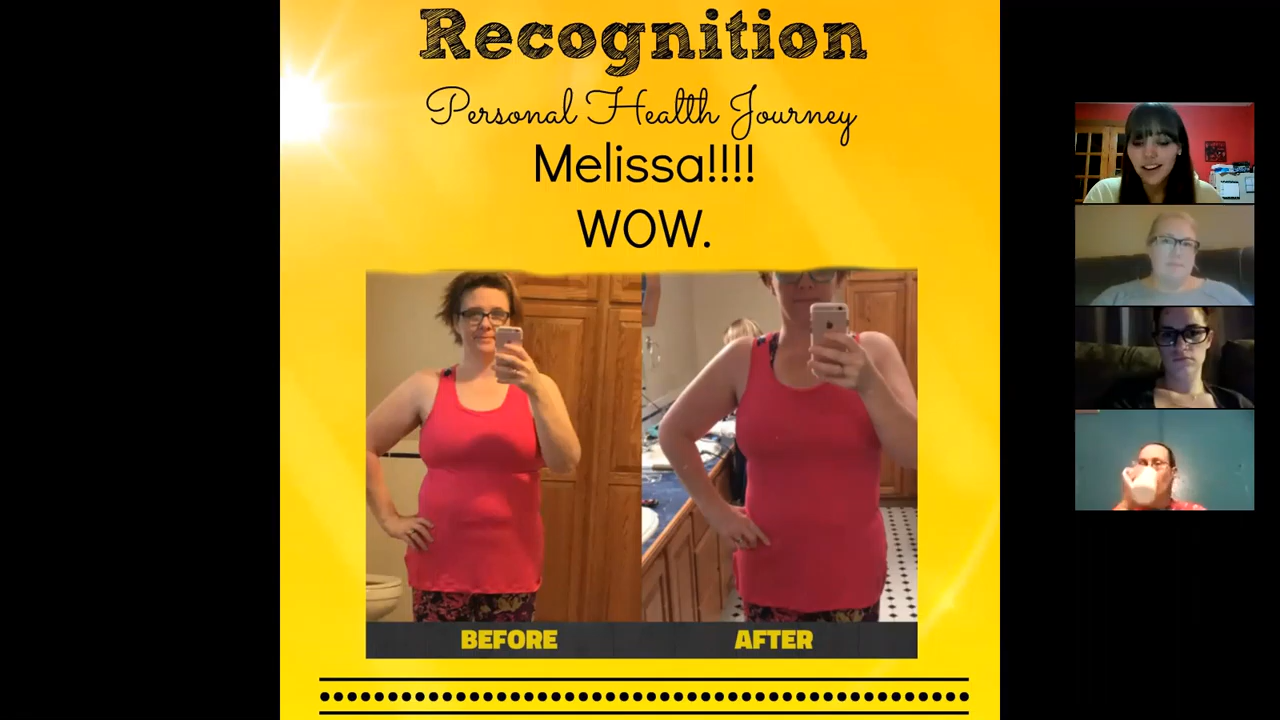 Recognition
Personal Health Journey
Melissa!!!!
WOW.
BEFORE
AFTER